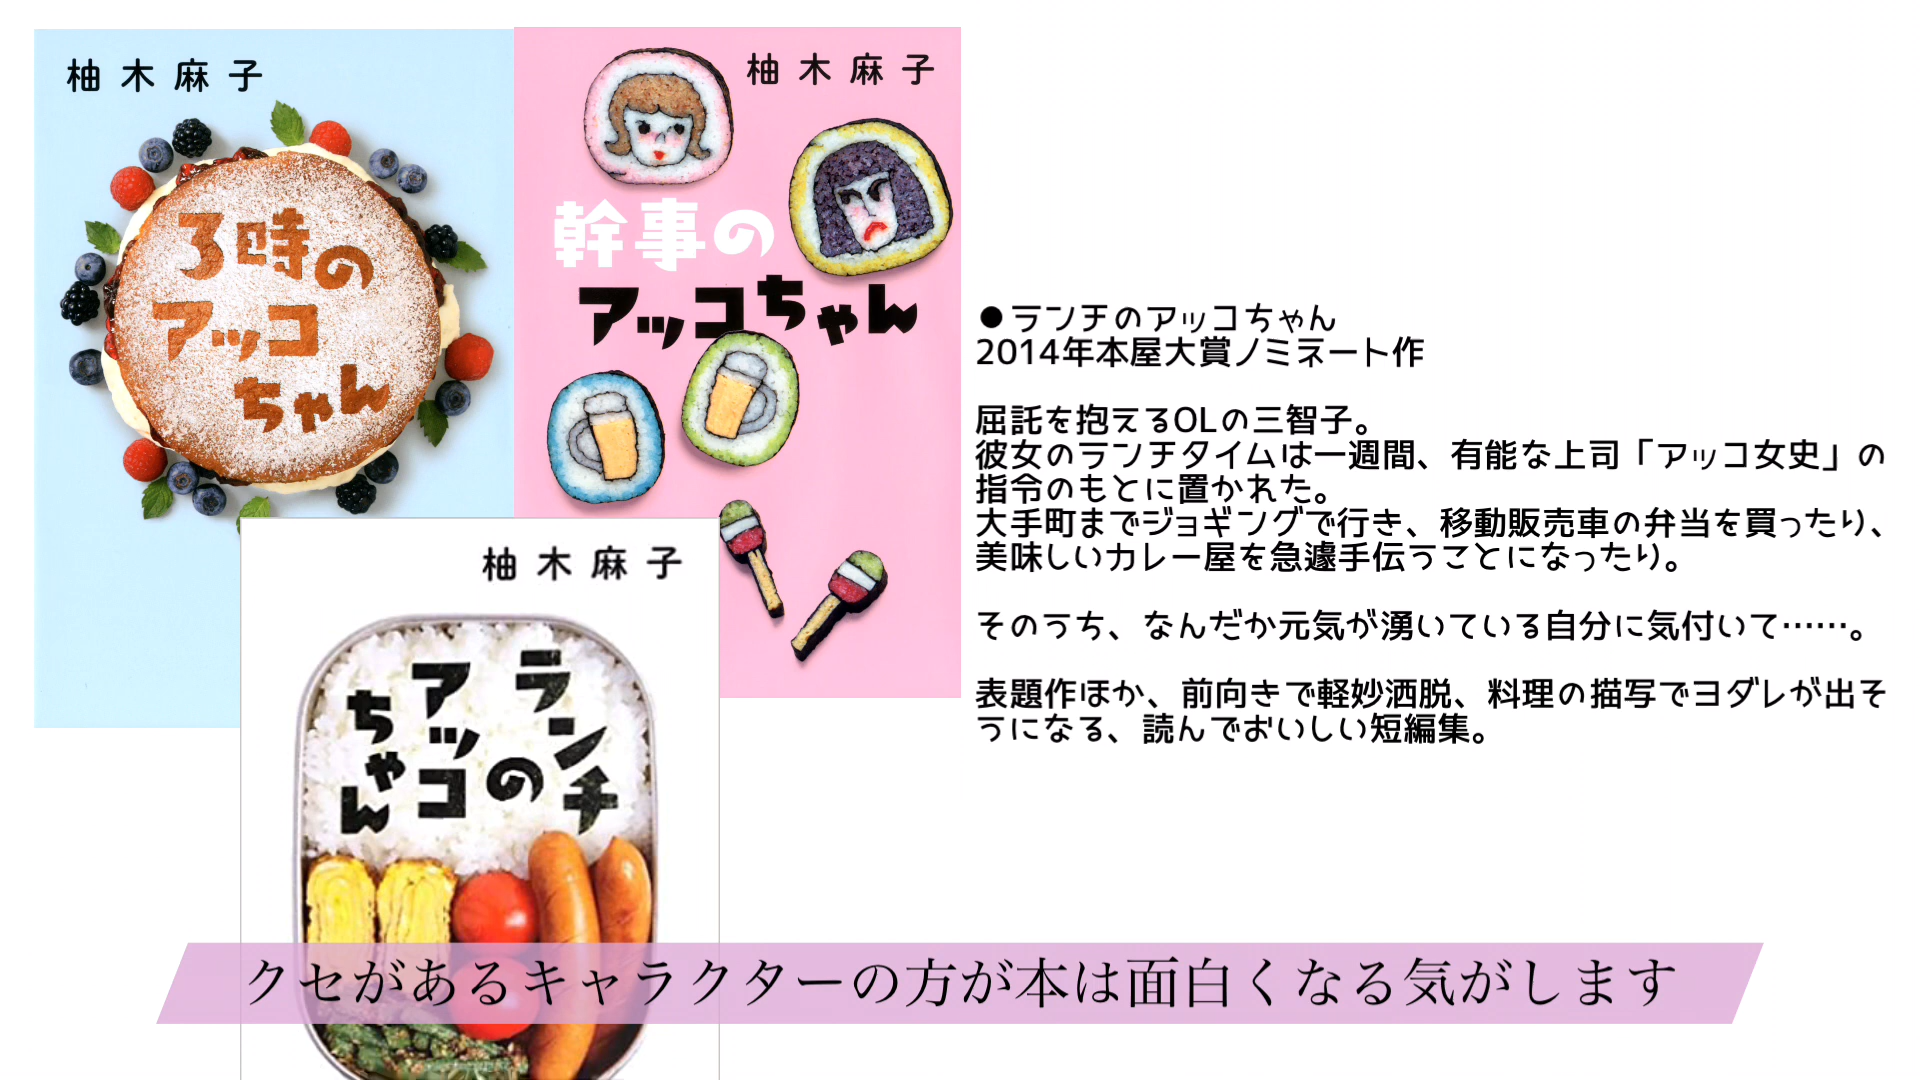 柚木麻子
3時の
アッコ
ちゃん
柚木麻子
幹事の
アッコちゃん
柚木麻子
ランチ
の
アッコ
ちゃん
●ランチのアッコちゃん
2014年本屋大賞ノミネート作
屈託を抱えるOLの三智子。
彼女のランチタイムは一週間、有能な上司「アッコ女史」の
指令のもとに置かれた。
大手町までジョギングで行き、移動販売車の弁当を買ったり、
美味しいカレー屋を急遽手伝うことになったり。
そのうち、なんだか元気が湧いている自分に気付いて……。
表題作ほか、前向きで軽妙洒脱、料理の描写でヨダレが出そ
うになる、読んでおいしい短編集。
クセがあるキャラクターの方が本は面白くなる気がします